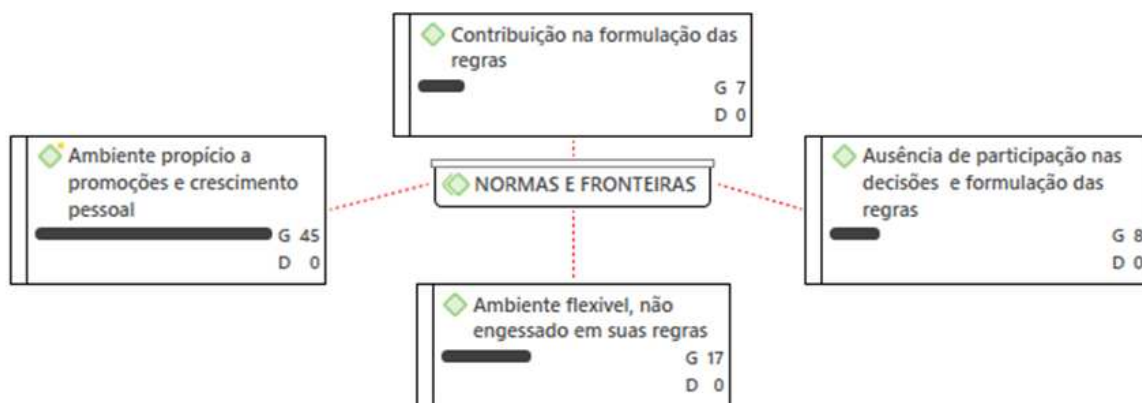 Contribuição na formulação das
regras
G 7
D 0
Ambiente propício a
promoções e crescimento
pessoal
G 45
D 0
NORMAS E FRONTEIRAS
Ausência de participação nas
decisões e formulação das
regras
G 8
D 0
Ambiente flexivel, não
engessado em suas regras
G 17
D 0